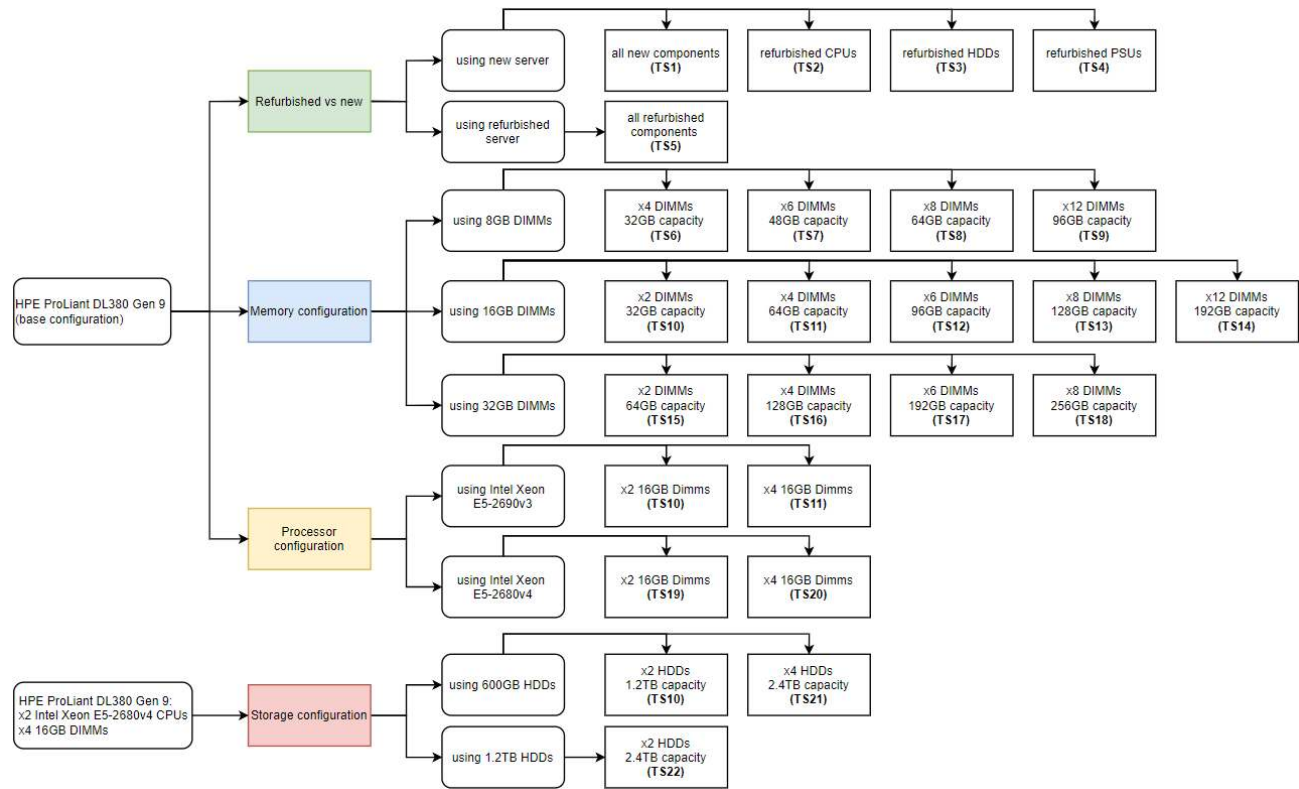 using new server
all new components
(TS1)
refurbished CPUs
(TS2)
refurbished HDDs
(TS3)
refurbished PSUs
(TS4)
Refurbished vs new
using refurbished
server
all refurbished
components
(TS5)
using 8GB DIMMs
x4 DIMMs
32GB capacity
(TS6)
x6 DIMMs
48GB capacity
(TS7)
x8 DIMMs
64GB capacity
(TS8)
x12 DIMMs
96GB capacity
(TS9)
HPE ProLiant DL380 Gen 9
(base configuration)
Memory configuration
using 16GB DIMMs
x2 DIMMs
32GB capacity
(TS10)
x4 DIMMs
64GB capacity
(TS11)
x6 DIMMs
96GB capacity
(TS12)
x8 DIMMs
128GB capacity
(TS13)
x12 DIMMs
192GB capacity
(TS14)
using 32GB DIMMs
x2 DIMMs
64GB capacity
(TS15)
x4 DIMMs
128GB capacity
(TS16)
x6 DIMMs
192GB capacity
(TS17)
x8 DIMMs
256GB capacity
(TS18)
using Intel Xeon
E5-2690v3
x2 16GB Dimms
(TS10)
x4 16GB Dimms
(TS11)
Processor
configuration
using Intel Xeon
E5-2680v4
x2 16GB Dimms
(TS19)
x4 16GB Dimms
(TS20)
HPE ProLiant DL380 Gen 9:
x2 Intel Xeon E5-2680v4 CPUs
x4 16GB DIMMs
Storage configuration
using 600GB HDDs
x2 HDDs
1.2TB capacity
(TS10)
x4 HDDs
2.4TB capacity
(TS21)
using 1.2TB HDDs
x2 HDDs
2.4TB capacity
(TS22)